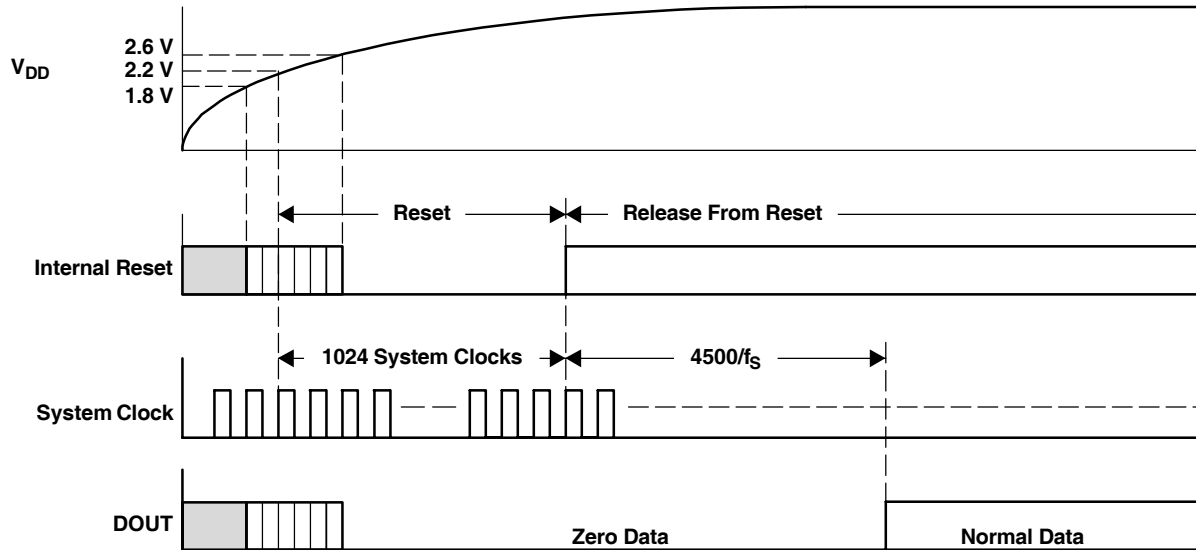 2.6 V
V_DD 2.2 V
1.8 V
Reset Release From Reset
Internal Reset
1024 System Clocks 4500/f_S
System Clock
DOUT
Zero Data Normal Data